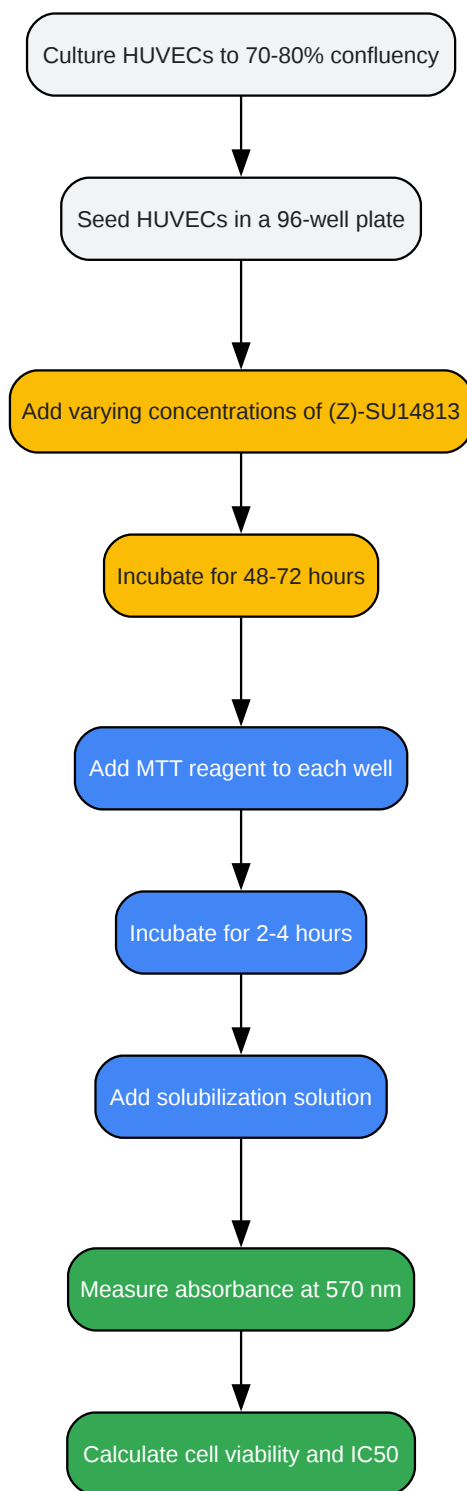 Culture HUVECs to 70-80% confluency
Seed HUVECs in a 96-well plate
Add varying concentrations of (Z)-SU14813
Incubate for 48-72 hours
Add MTT reagent to each well
Incubate for 2-4 hours
Add solubilization solution
Measure absorbance at 570 nm
Calculate cell viability and IC50